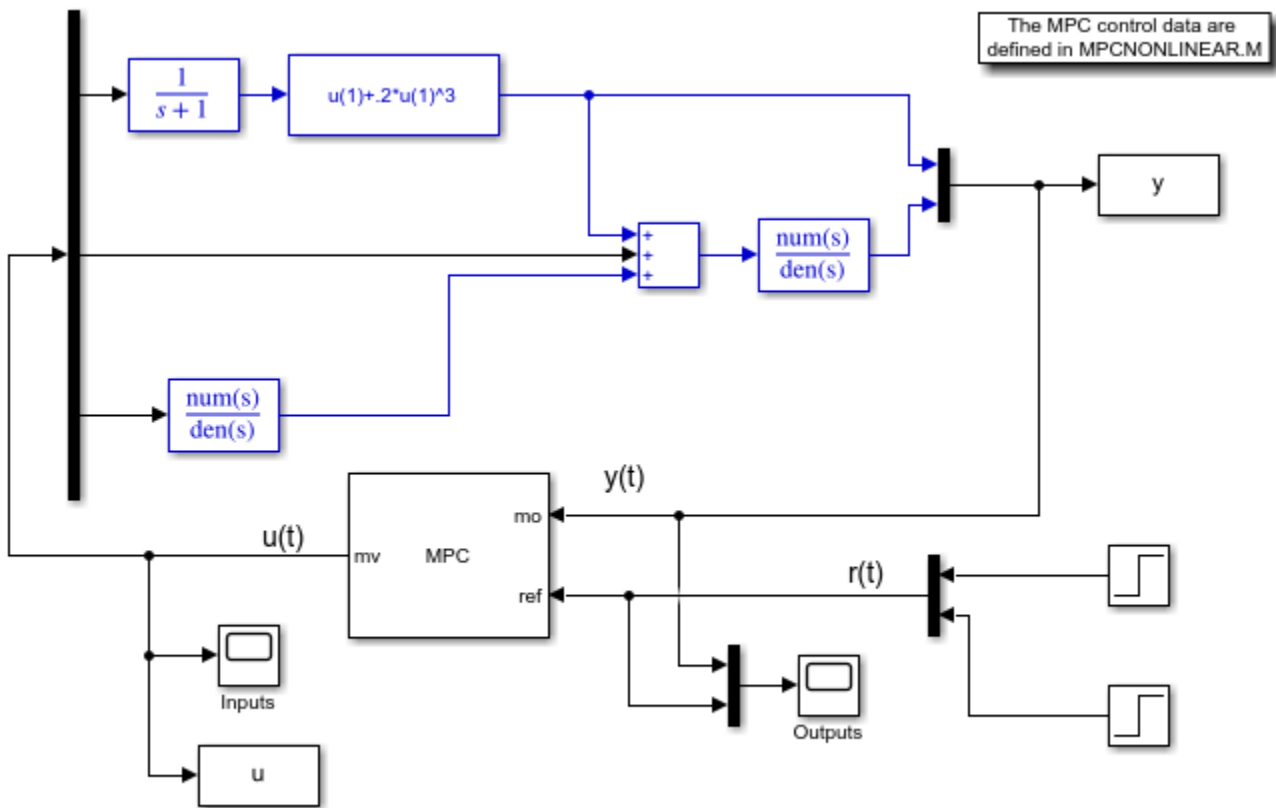 The MPC control data are
defined in MPCNONLINEAR.M
1
s + 1
u(1)+.2*u(1)^3
y
+
+
+
num(s)
den(s)
num(s)
den(s)
y(t)
mo
u(t)
mv
MPC
r(t)
ref
Inputs
Outputs
u